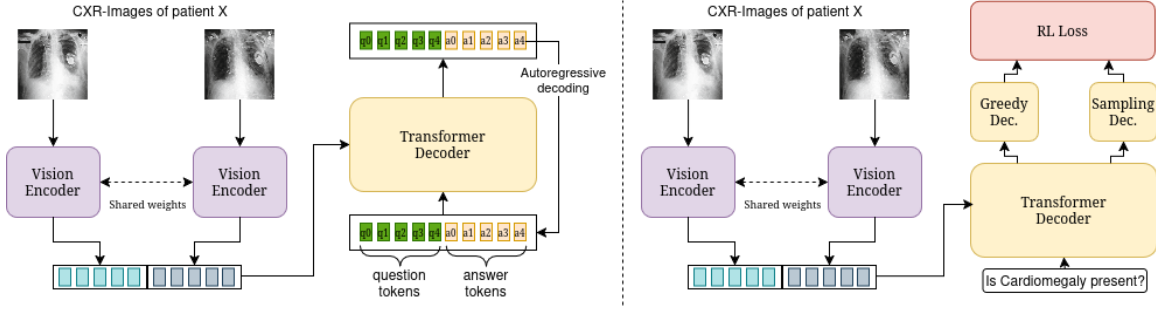 CXR-Images of patient X
Vision
Encoder
Vision
Encoder
Shared weights
q0 q1 q2 q3 q4 a0 a1 a2 a3 a4
Autoregressive
decoding
Transformer
Decoder
q0 q1 q2 q3 q4 a0 a1 a2 a3 a4
question
tokens
answer
tokens
CXR-Images of patient X
Vision
Encoder
Vision
Encoder
Shared weights
RL Loss
Greedy
Dec.
Sampling
Dec.
Transformer
Decoder
Is Cardiomegaly present?